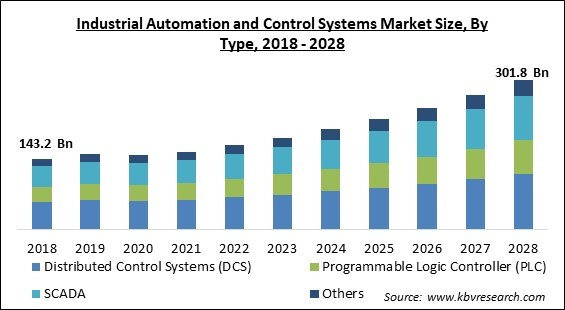 Industrial Automation and Control Systems Market Size, By
Type, 2018 - 2028
301.8 Bn
143.2 Bn
2018 2019 2020 2021 2022 2023 2024 2025 2026 2027 2028
Distributed Control Systems (DCS) Programmable Logic Controller (PLC)
SCADA Others
Source: www.kbvresearch.com